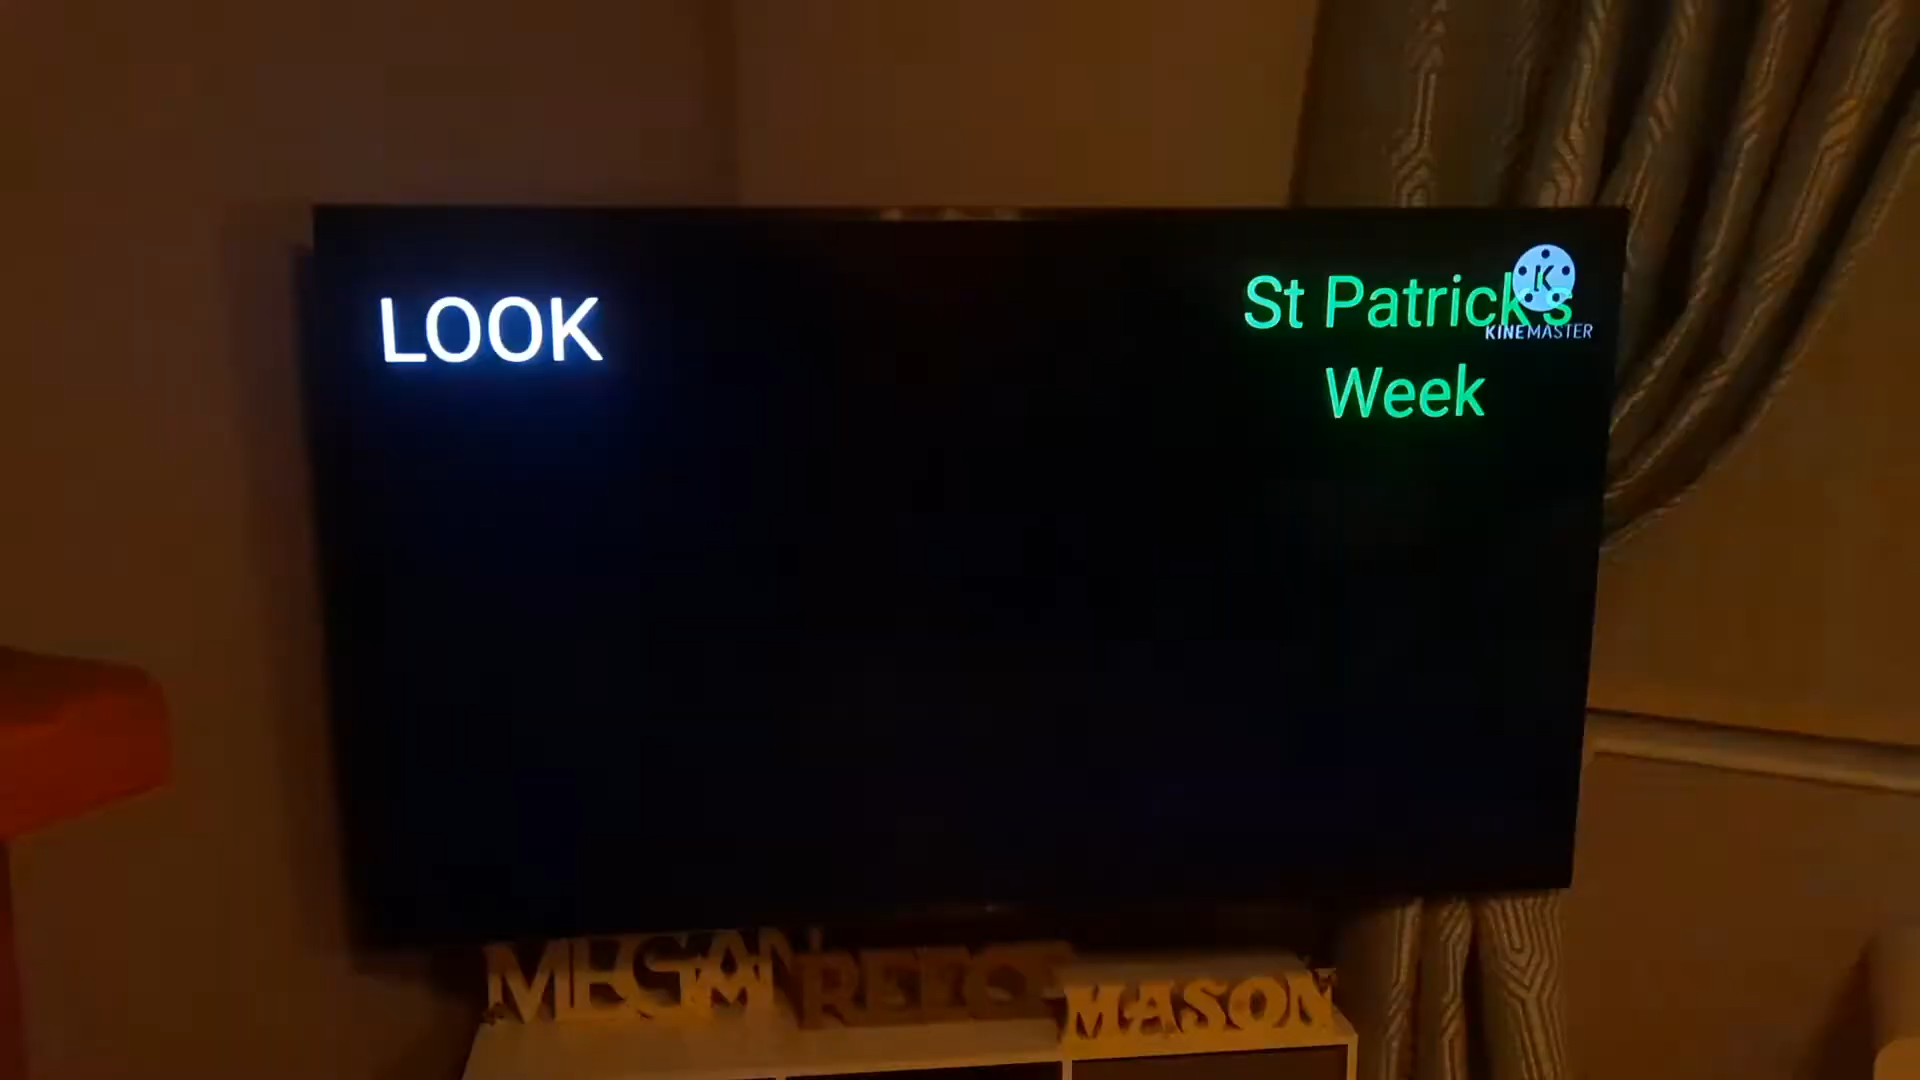 LOOK
St Patrick's
Week
KINEMASTER
MEGAN
REECE
MASON